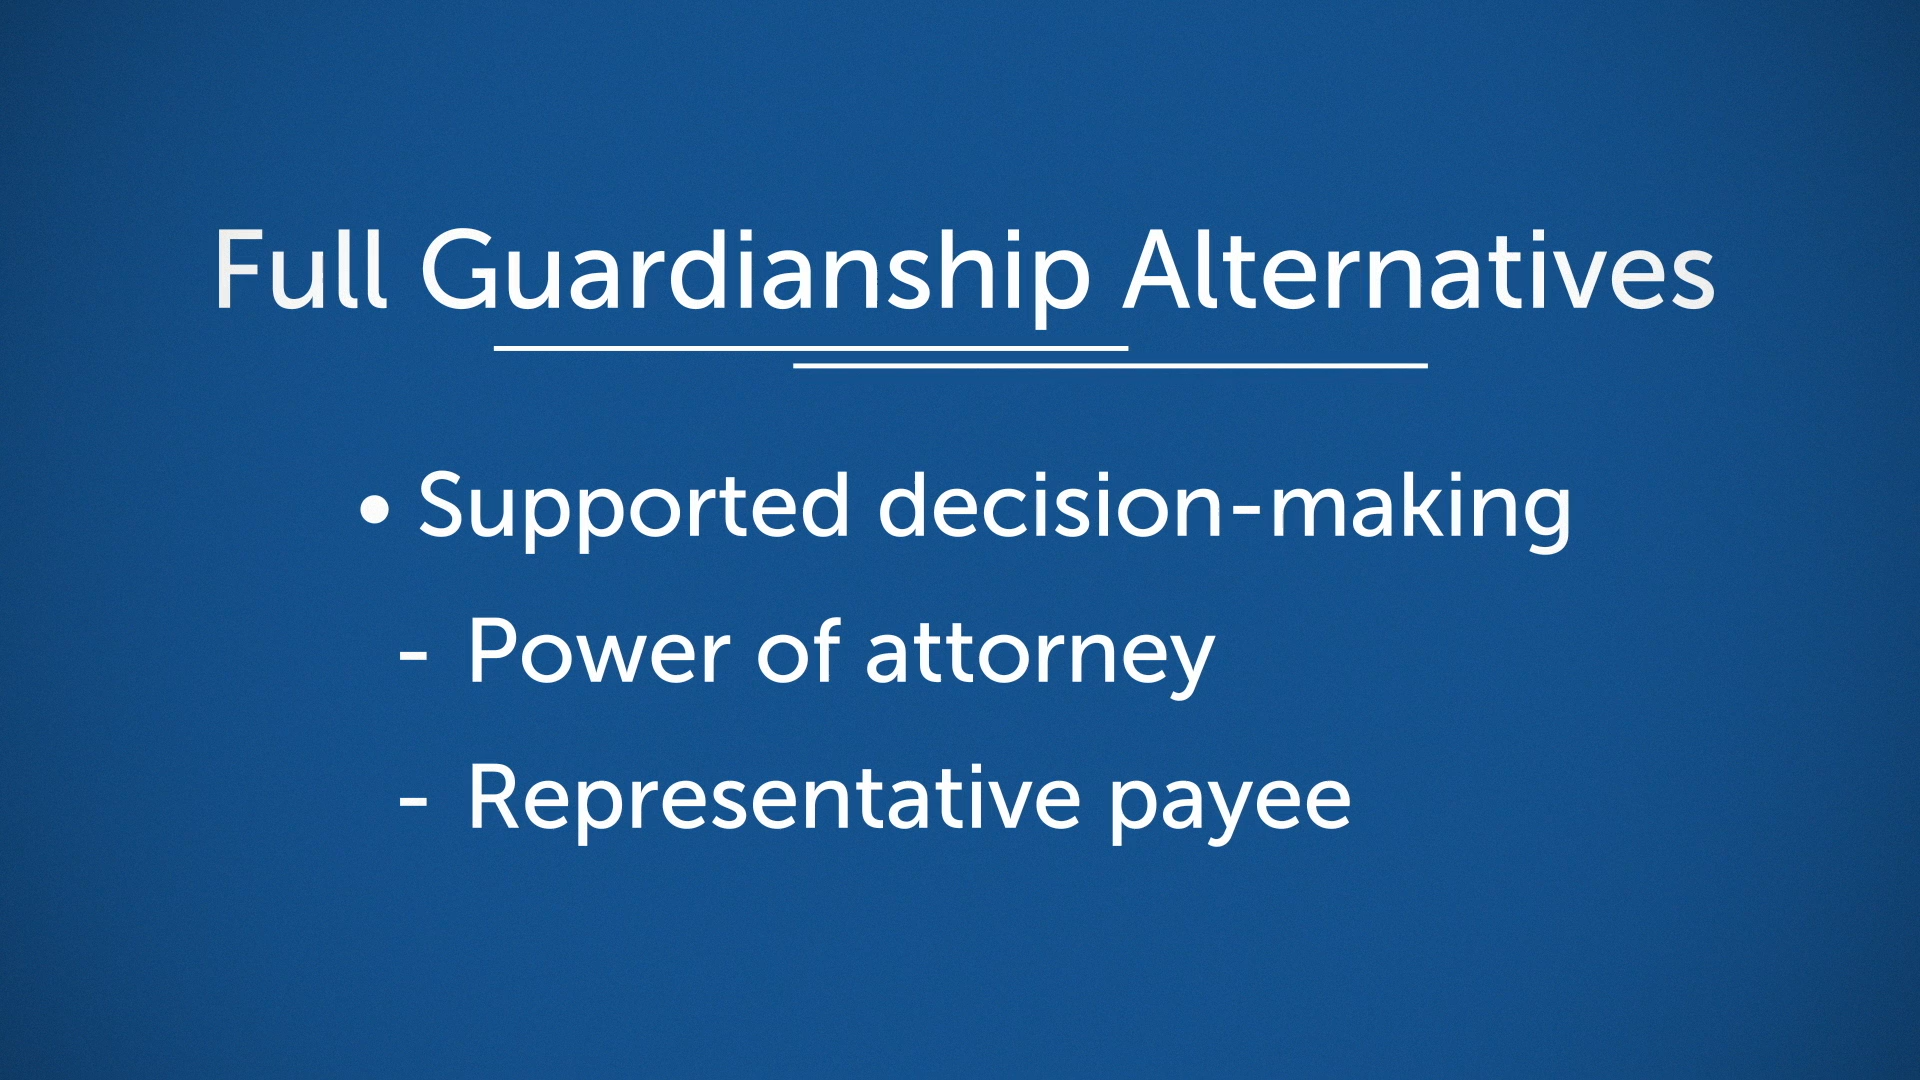 Full Guardianship Alternatives
• Supported decision-making
- Power of attorney
- Representative payee